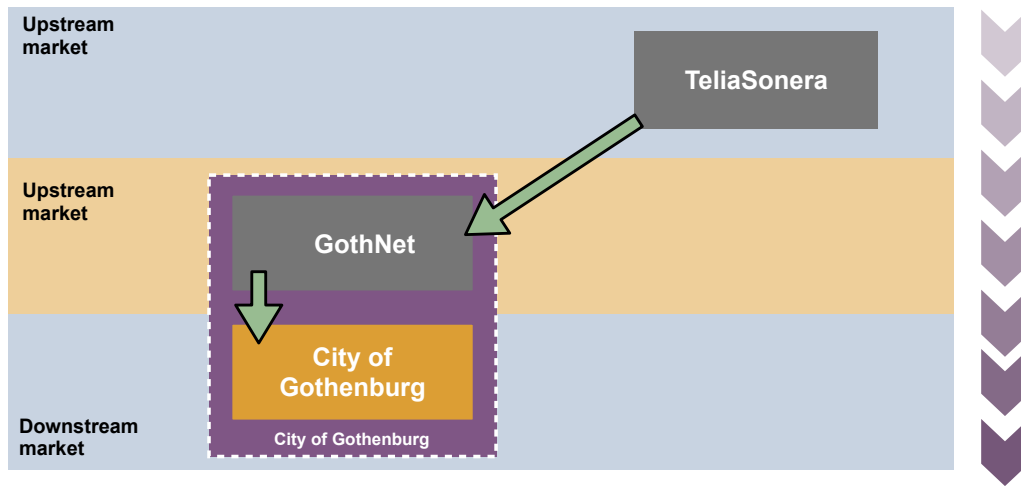 Upstream
market
TeliaSonera
Upstream
market
GothNet
City of
Gothenburg
Downstream
market
City of Gothenburg